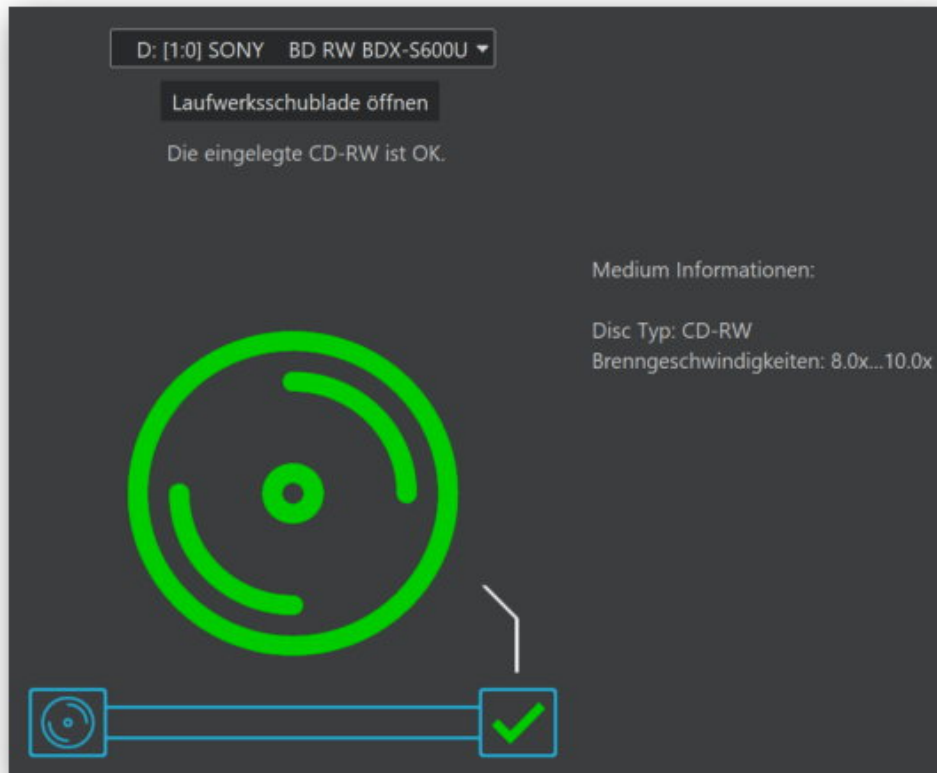 D: [1:0] SONY BD RW BDX-S600U
Laufwerksschublade öffnen
Die eingelegte CD-RW ist OK.
Medium Informationen:
Disc Typ: CD-RW
Brenngeschwindigkeiten: 8.0x...10.0x